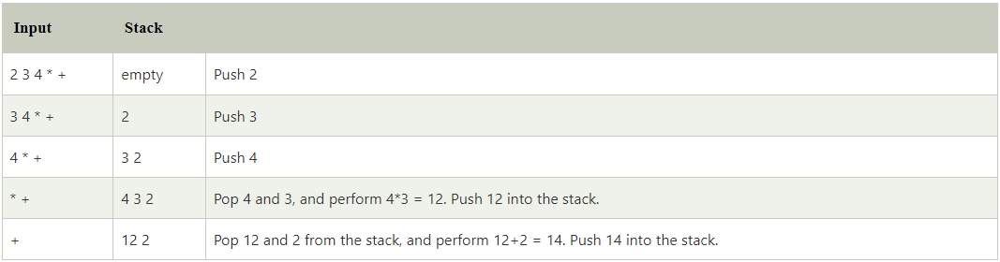 Input Stack
2 3 4 * + empty Push 2
3 4 * + 2 Push 3
4 * + 3 2 Push 4
* + 4 3 2 Pop 4 and 3, and perform 4*3 = 12. Push 12 into the stack.
+ 12 2 Pop 12 and 2 from the stack, and perform 12+2 = 14. Push 14 into the stack.